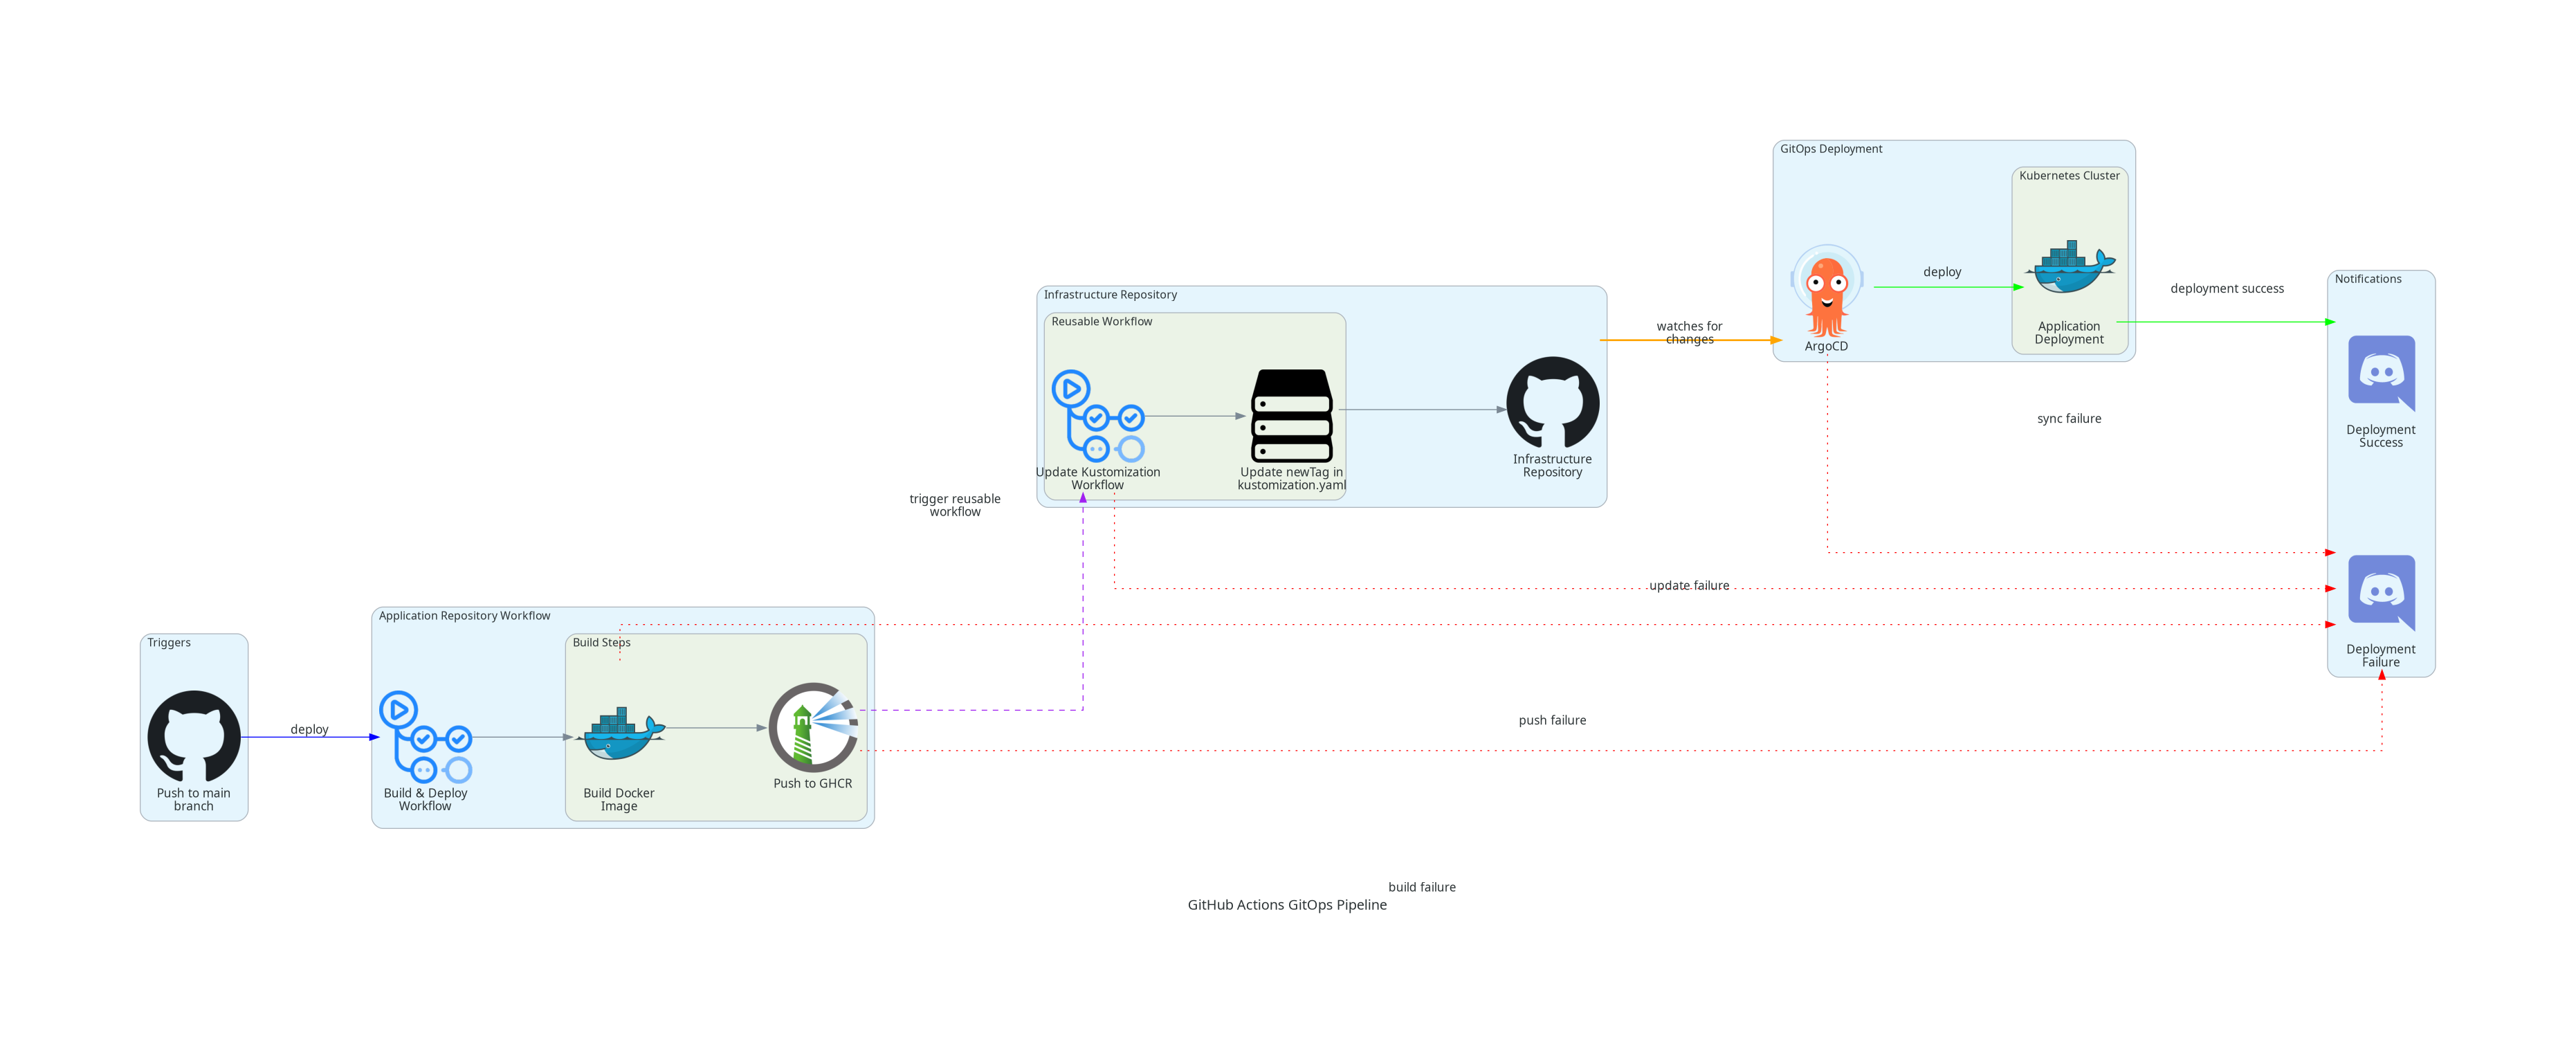 GitOps Deployment
Kubernetes Cluster
deploy
Application
Deployment
ArgoCD
deployment success
Notifications
Deployment
Success
sync failure
Infrastructure Repository
Reusable Workflow
watches for
changes
Update Kustomization
Workflow
Update newTag in
kustomization.yaml
Infrastructure
Repository
trigger reusable
workflow
update failure
Deployment
Failure
Application Repository Workflow
Triggers
Build Steps
deploy
Push to main
branch
Build & Deploy
Workflow
Build Docker
Image
Push to GHCR
push failure
build failure
GitHub Actions GitOps Pipeline